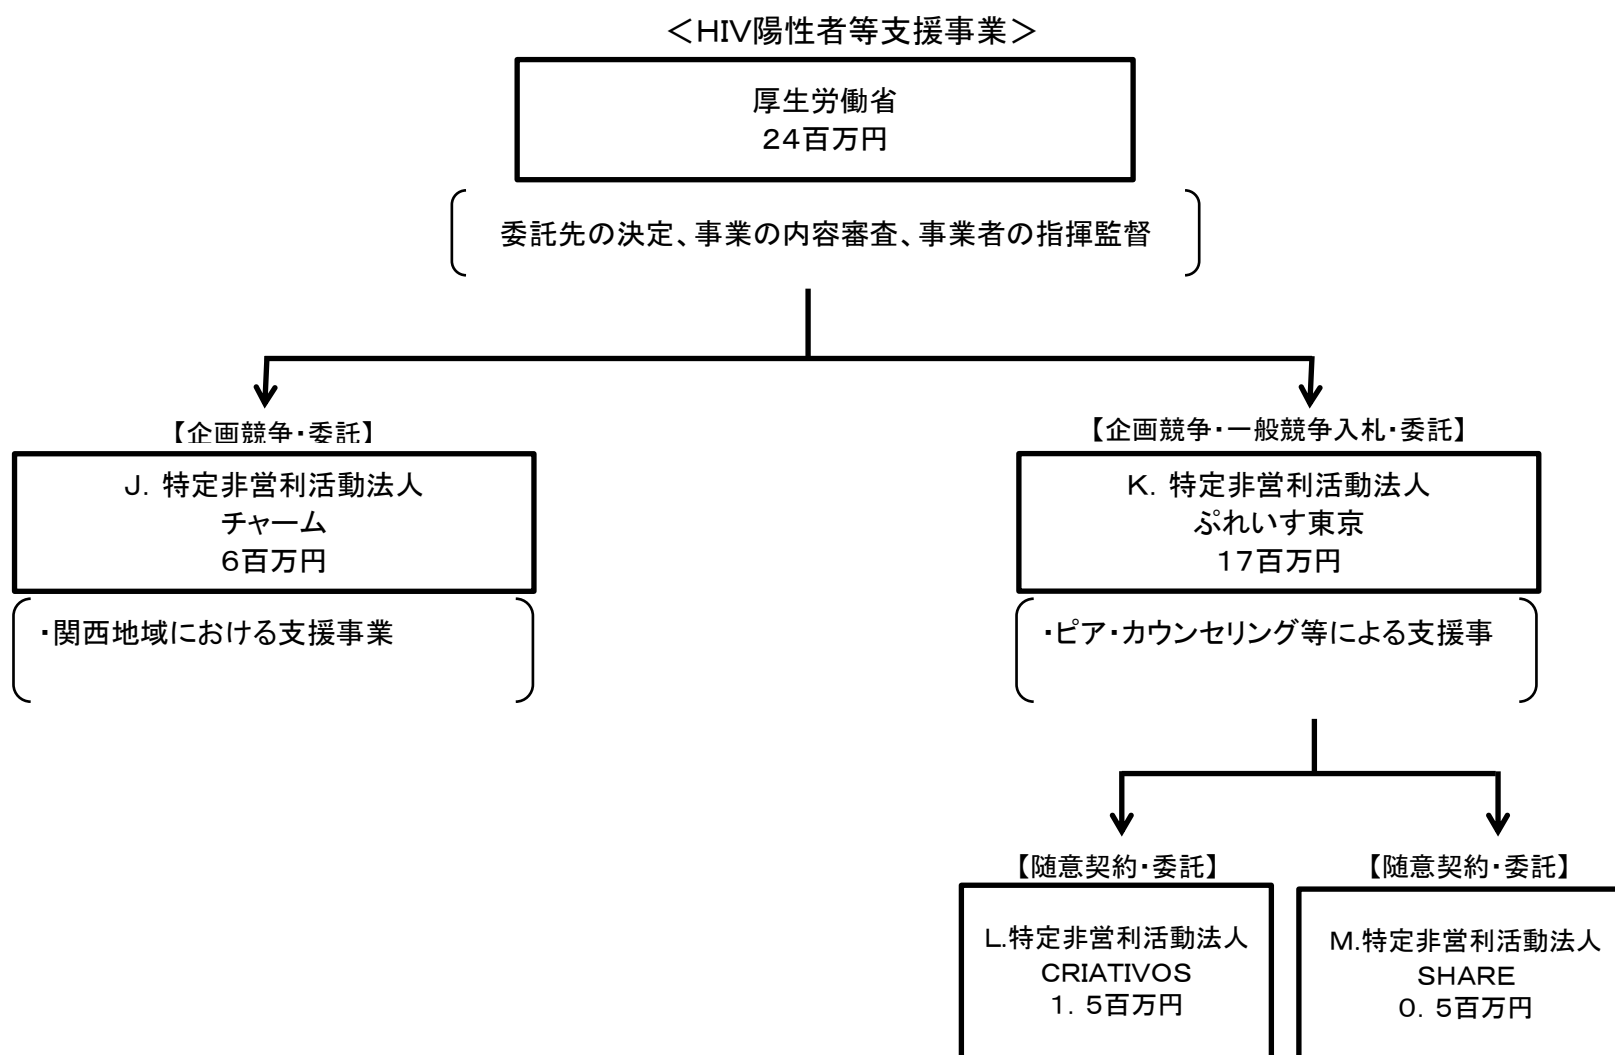 ＜HIV陽性者等支援事業＞
厚生労働省
24百万円
委託先の決定、事業の内容審査、事業者の指揮監督
【企画競争・委託】
J．特定非営利活動法人
チャーム
6百万円
・関西地域における支援事業
【企画競争・一般競争入札・委託】
K．特定非営利活動法人
ぷれいす東京
17百万円
・ピア・カウンセリング等による支援事
【随意契約・委託】
L.特定非営利活動法人
CRIATIVOS
1．5百万円
【随意契約・委託】
M.特定非営利活動法人
SHARE
0．5百万円